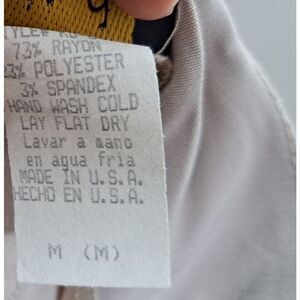 73% RAYON
23% POLYESTER
3% SPANDEX
HAND WASH COLD
LAY FLAT DRY
Lavar a mano
en agua fria
MADE IN U.S.A.
HECHO EN U.S.A.
M (M)